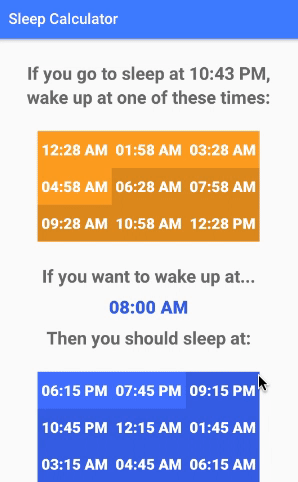 Sleep Calculator
If you go to sleep at 10:43 PM,
wake up at one of these times:
12:28 AM 01:58 AM 03:28 AM
04:58 AM 06:28 AM 07:58 AM
09:28 AM 10:58 AM 12:28 PM
If you want to wake up at...
08:00 AM
Then you should sleep at:
06:15 PM 07:45 PM 09:15 PM
10:45 PM 12:15 AM 01:45 AM
03:15 AM 04:45 AM 06:15 AM